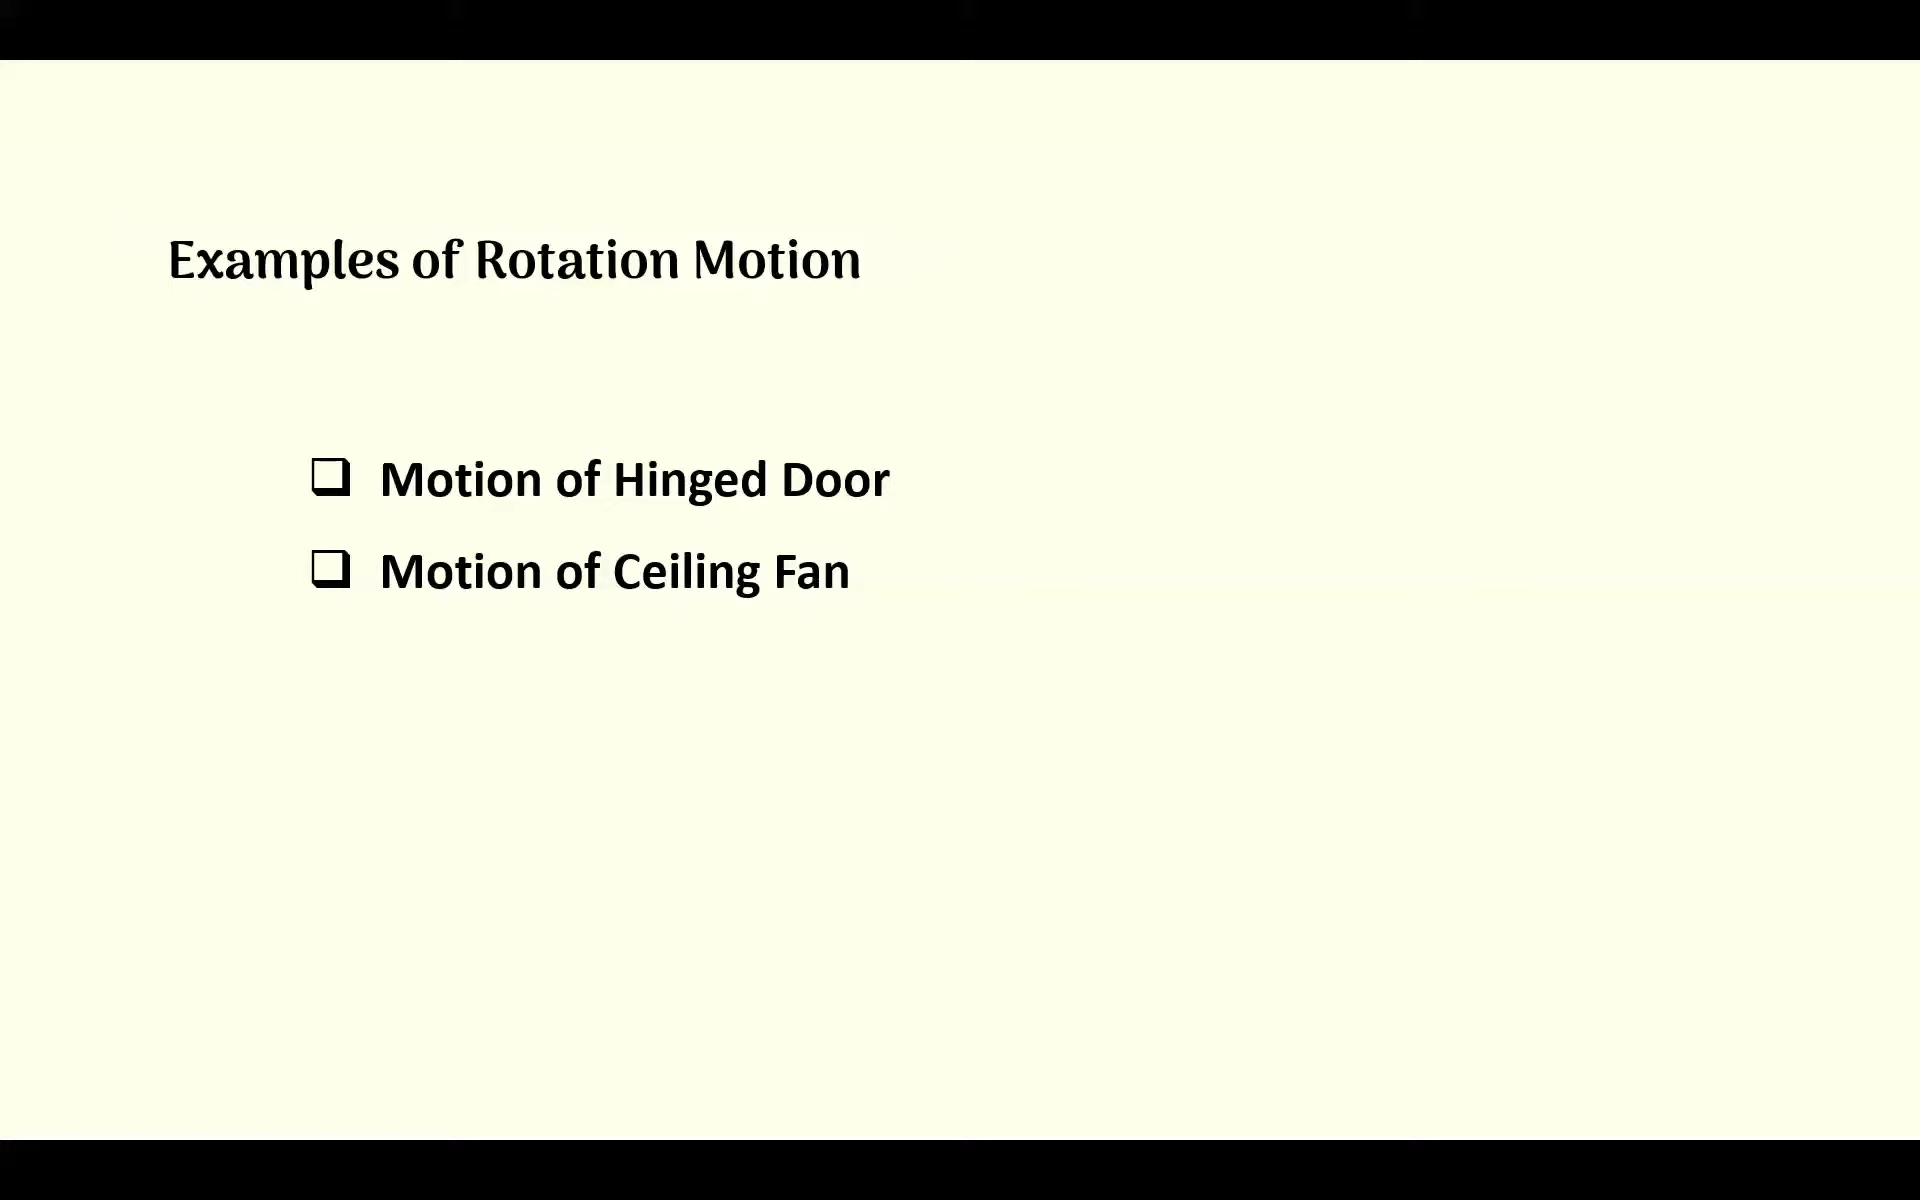 Examples of Rotation Motion
❑ Motion of Hinged Door
❑ Motion of Ceiling Fan